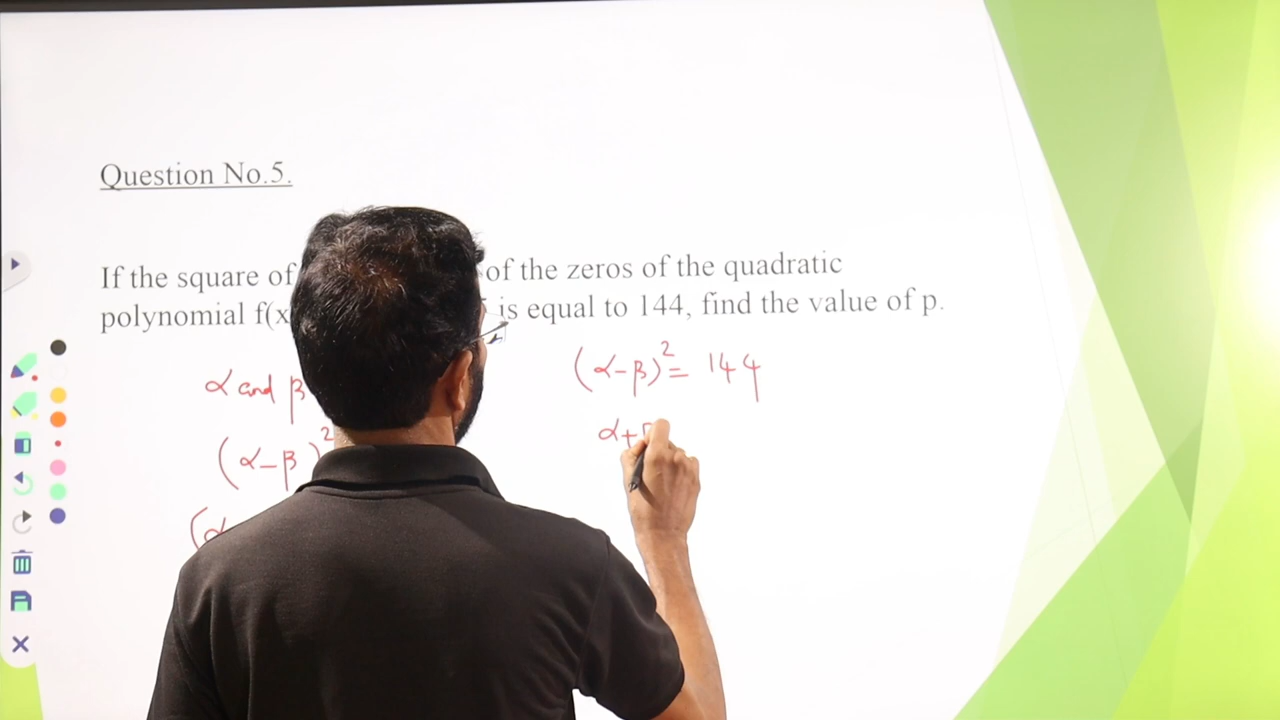 Question No.5.
If the square of of the zeros of the quadratic
polynomial f(x is equal to 144, find the value of p.
α and β (α-β)² = 144
(α-β)² α+
(α